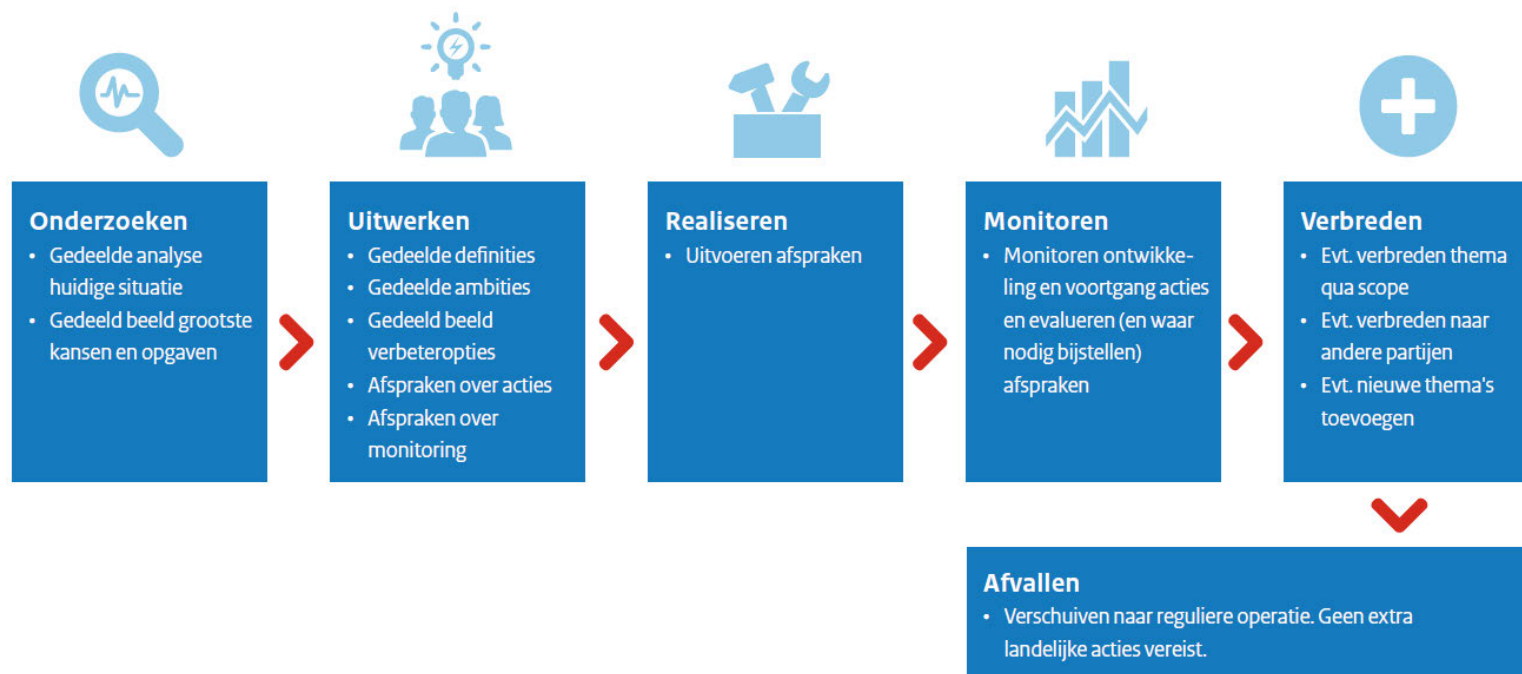 Onderzoeken
• Gedeelde analyse
huidige situatie
• Gedeeld beeld grootste
kansen en opgaven
Uitwerken
• Gedeelde definities
• Gedeelde ambities
• Gedeeld beeld
verbeteropties
• Afspraken over acties
• Afspraken over
monitoring
Realiseren
• Uitvoeren afspraken
Monitoren
• Monitoren ontwikke-
ling en voortgang acties
en evalueren (en waar
nodig bijstellen)
afspraken
Verbreden
• Evt. verbreden thema
qua scope
• Evt. verbreden naar
andere partijen
• Evt. nieuwe thema's
toevoegen
Afvallen
• Verschuiven naar reguliere operatie. Geen extra
landelijke acties vereist.